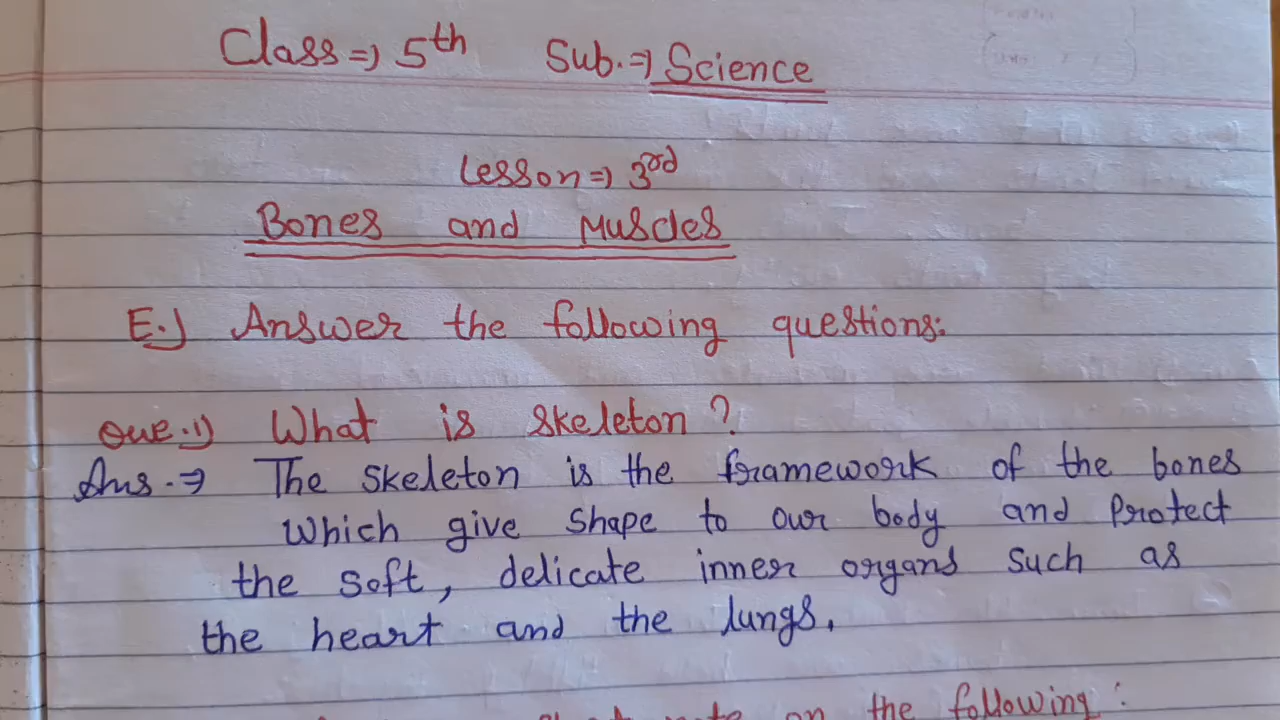 Class => 5th Sub. => Science
Lesson => 3rd
Bones and Muscles
E.) Answer the following questions:
Que. 1) What is skeleton ?
Ans. => The skeleton is the framework of the bones
which give shape to our body and Protect
the soft, delicate inner organs such as
the heart and the lungs.
on the following :